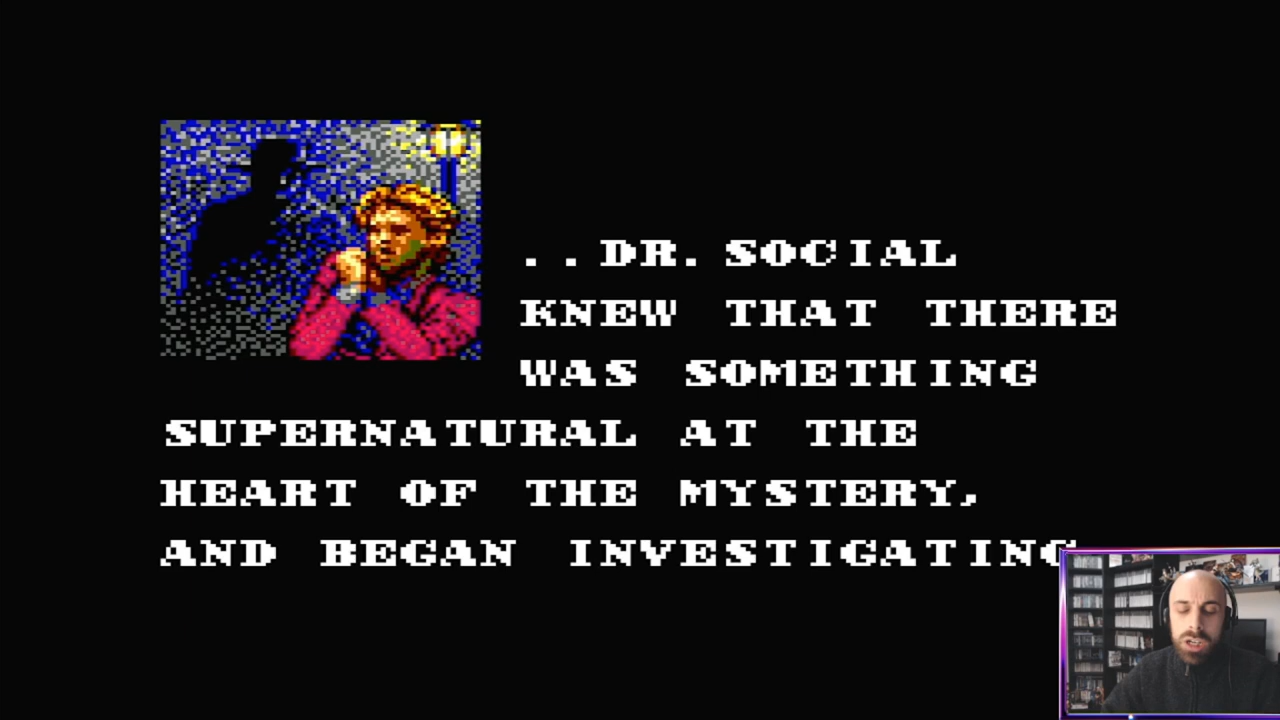 ..DR.SOCIAL
KNEW THAT THERE
WAS SOMETHING
SUPERNATURAL AT THE
HEART OF THE MYSTERY,
AND BEGAN INVESTIGATING